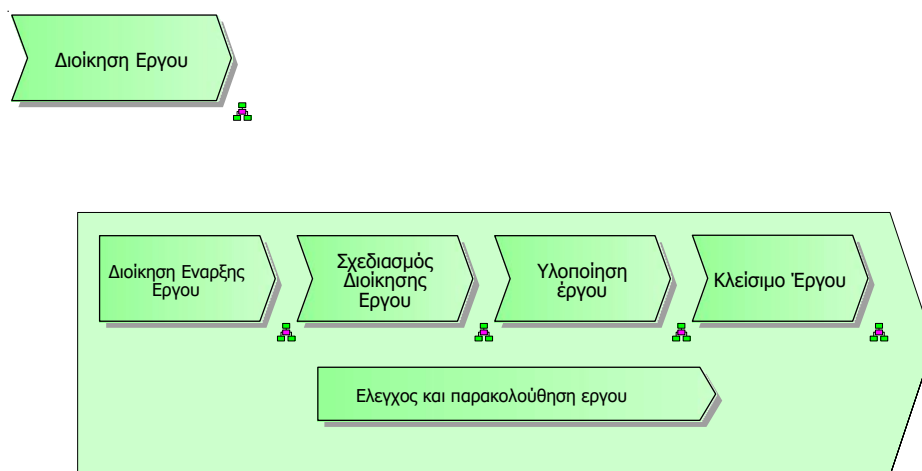 Διοίκηση Εργου
Διοίκηση Εναρξης
Εργου
Σχεδιασμός
Διοίκησης
Εργου
Υλοποίηση
έργου
Κλείσιμο Έργου
Ελεγχος και παρακολούθηση εργου